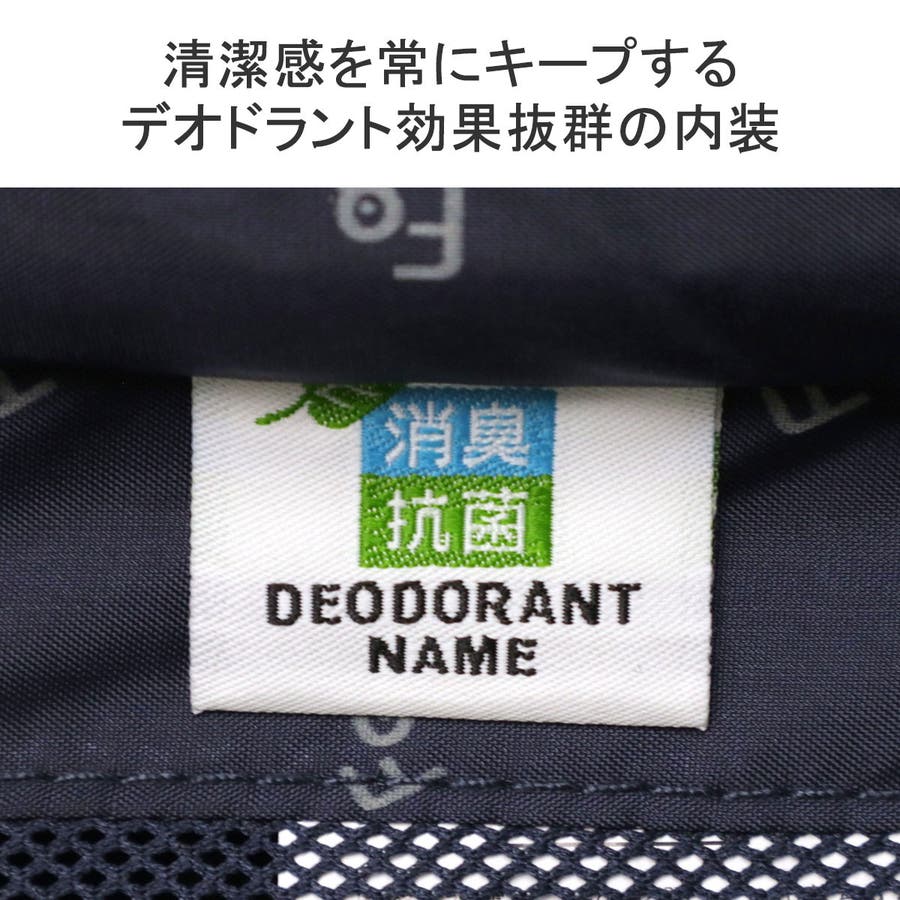 清潔感を常にキープする
デオドラント効果抜群の内装
消臭
抗菌
DEODORANT
NAME